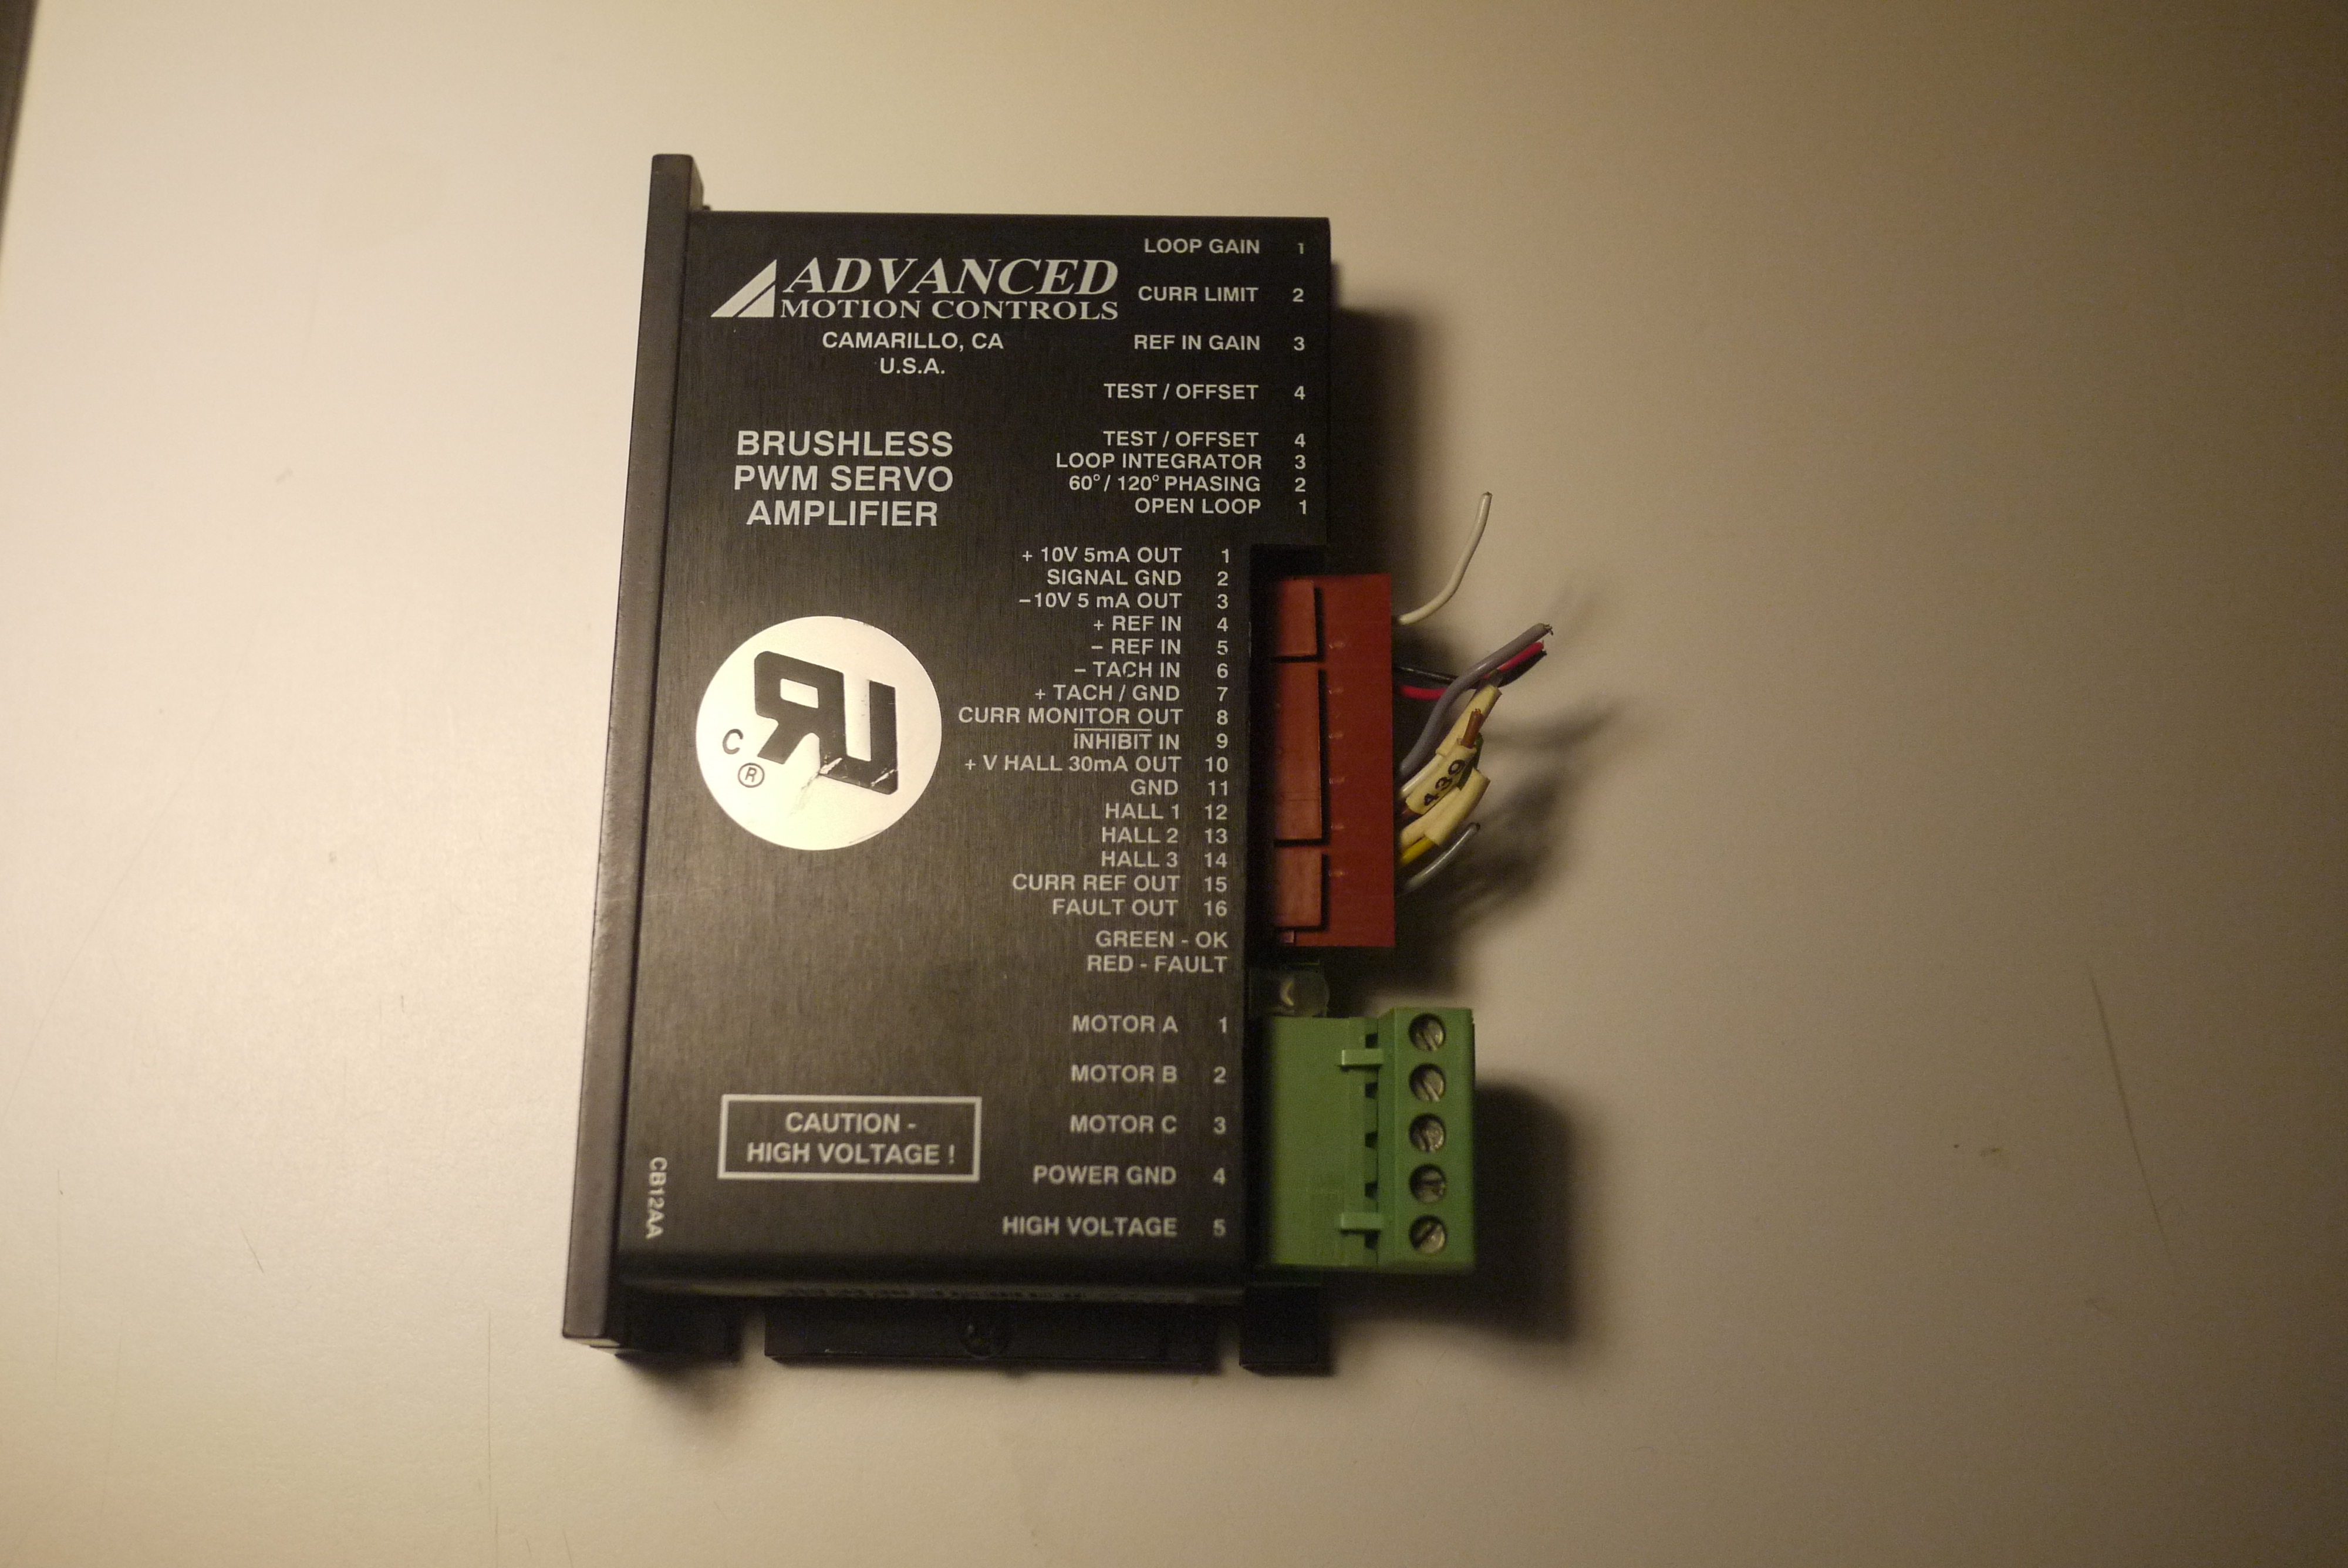 ADVANCED
MOTION CONTROLS
CAMARILLO, CA
U.S.A.
BRUSHLESS
PWM SERVO
AMPLIFIER
LOOP GAIN 1
CURR LIMIT 2
REF IN GAIN 3
TEST / OFFSET 4
TEST / OFFSET 4
LOOP INTEGRATOR 3
60° / 120° PHASING 2
OPEN LOOP 1
+ 10V 5mA OUT 1
SIGNAL GND 2
−10V 5 mA OUT 3
+ REF IN 4
− REF IN 5
− TACH IN 6
+ TACH / GND 7
CURR MONITOR OUT 8
INHIBIT IN 9
+ V HALL 30mA OUT 10
GND 11
HALL 1 12
HALL 2 13
HALL 3 14
CURR REF OUT 15
FAULT OUT 16
GREEN - OK
RED - FAULT
MOTOR A 1
MOTOR B 2
MOTOR C 3
POWER GND 4
HIGH VOLTAGE 5
C RU ®
CAUTION -
HIGH VOLTAGE !
CB12AA
439